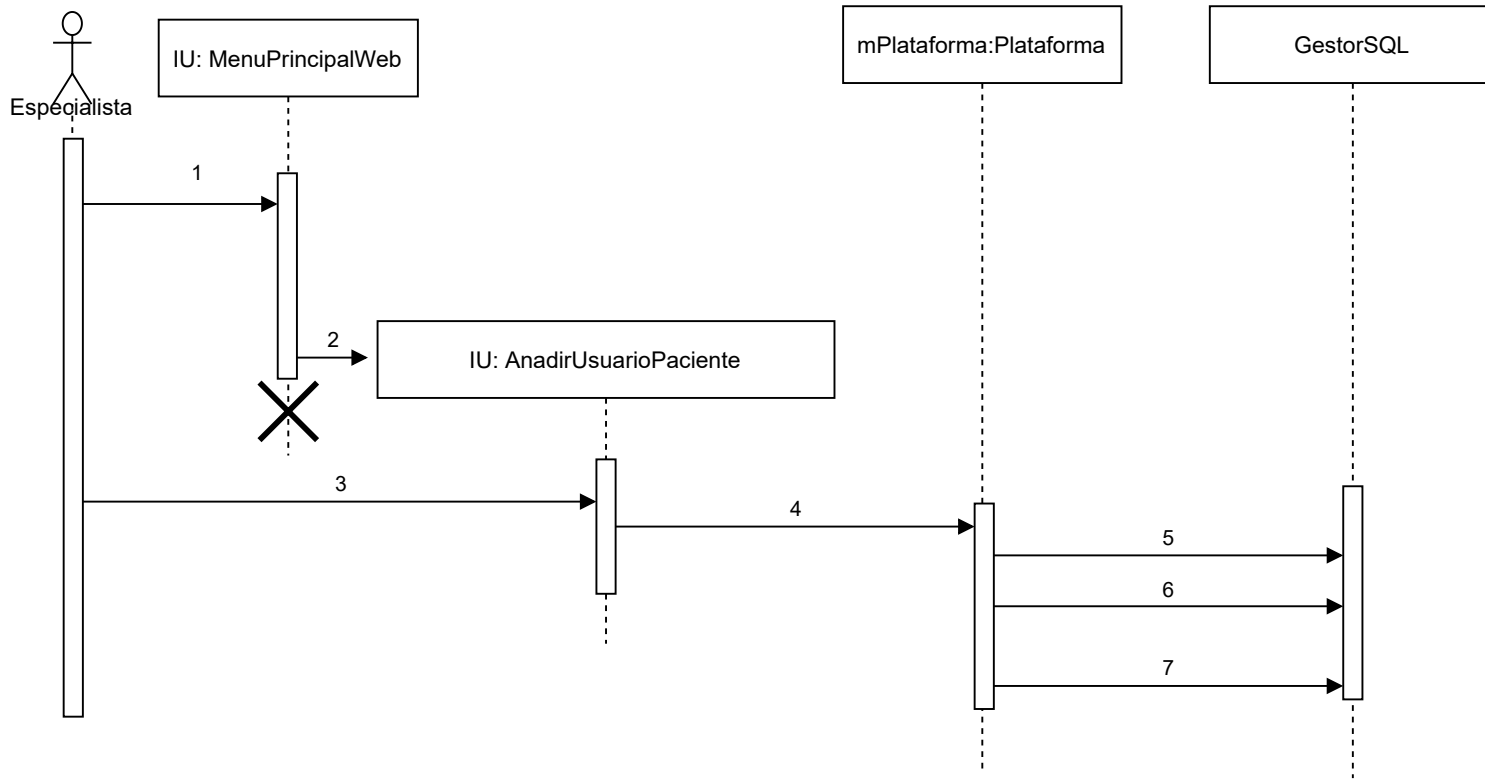 Especialista
IU: MenuPrincipalWeb
mPlataforma:Plataforma
GestorSQL
1
2
IU: AnadirUsuarioPaciente
3
4
5
6
7